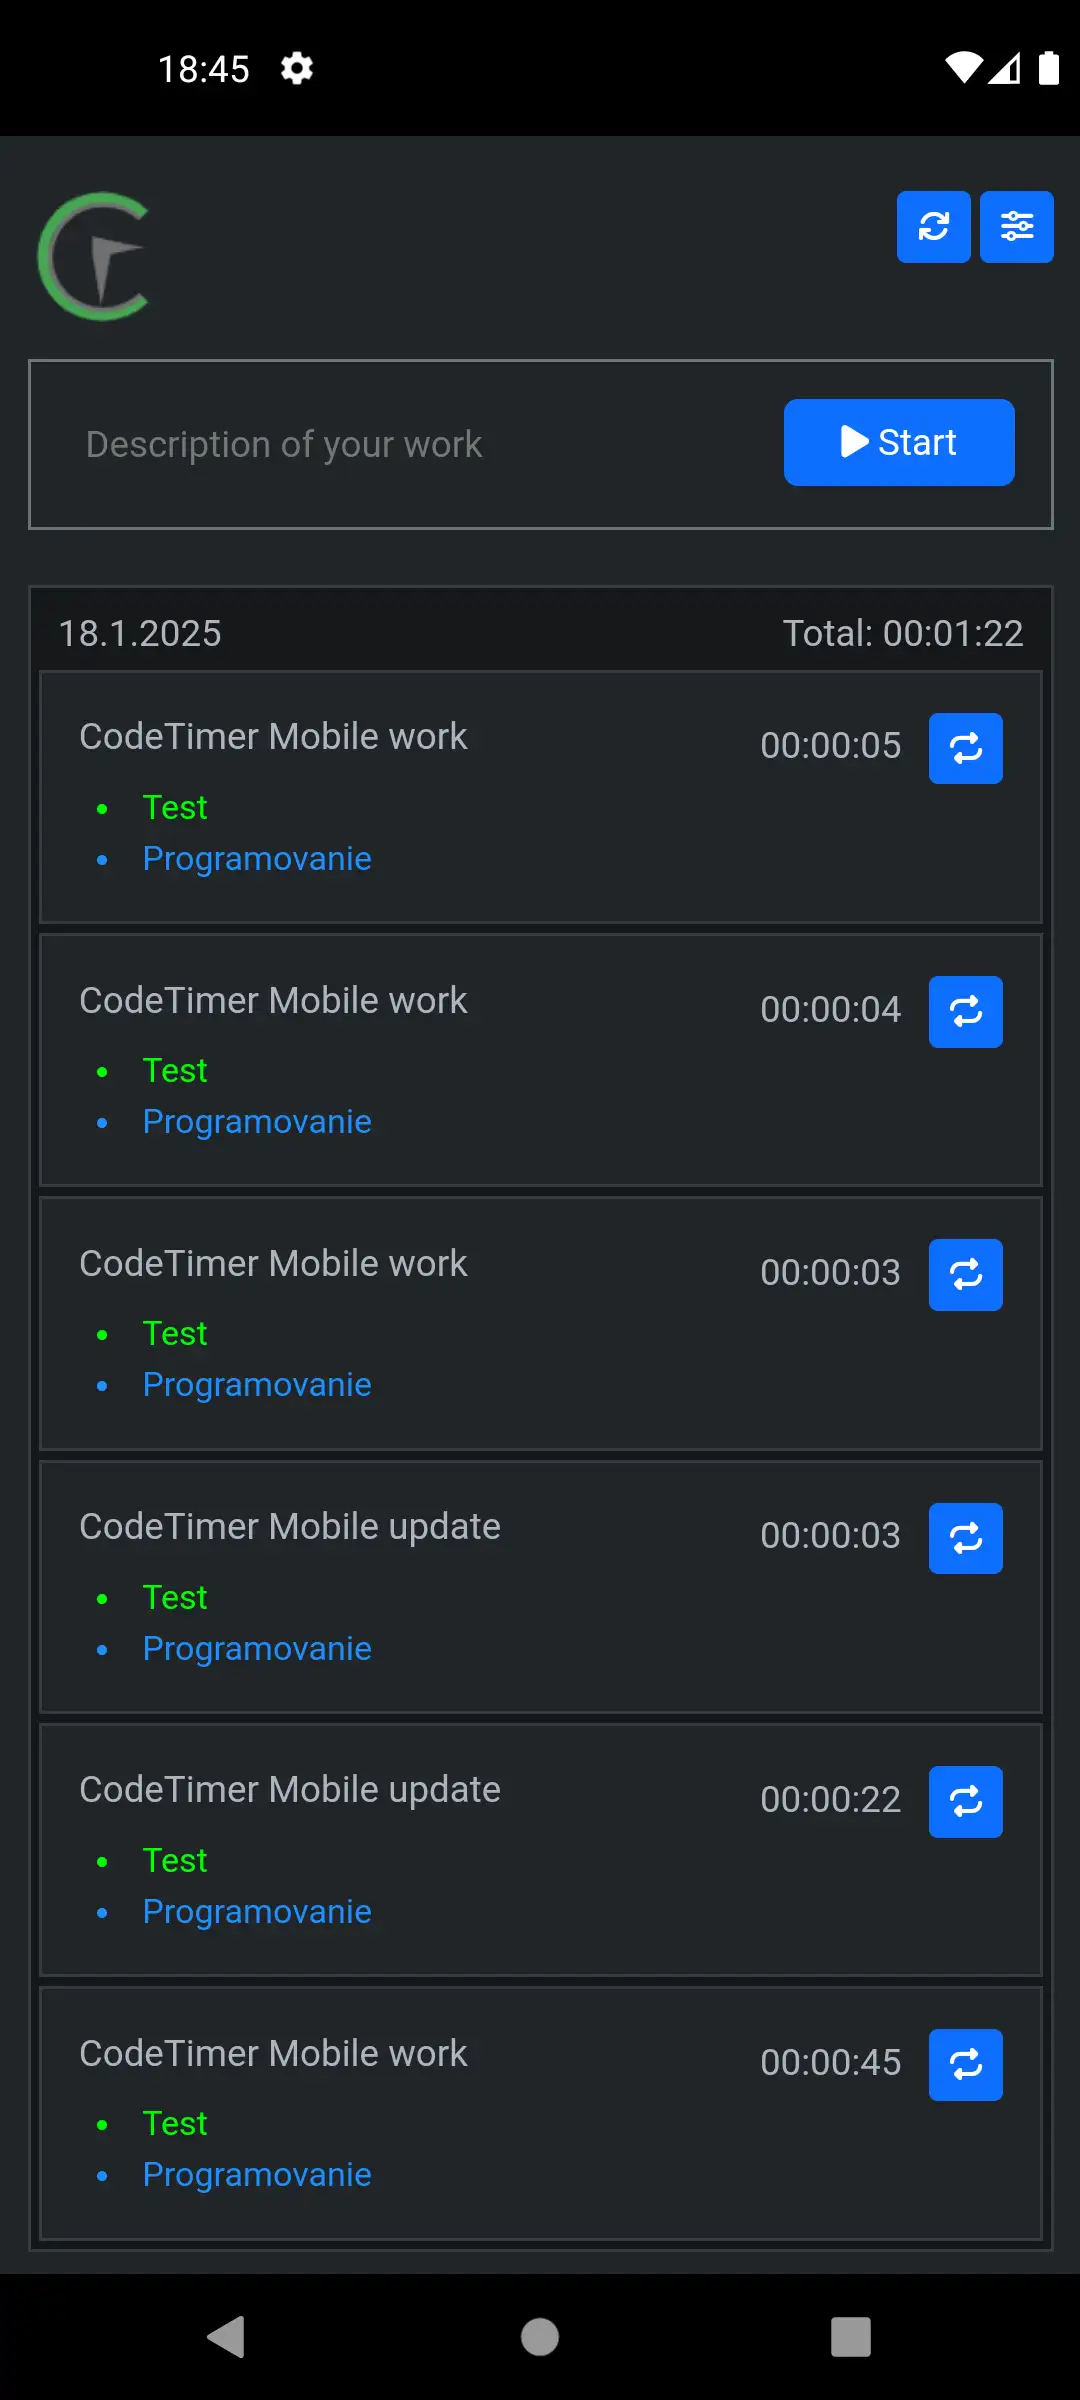 18:45
Description of your work
Start
18.1.2025 Total: 00:01:22
CodeTimer Mobile work 00:00:05
Test
Programovanie
CodeTimer Mobile work 00:00:04
Test
Programovanie
CodeTimer Mobile work 00:00:03
Test
Programovanie
CodeTimer Mobile update 00:00:03
Test
Programovanie
CodeTimer Mobile update 00:00:22
Test
Programovanie
CodeTimer Mobile work 00:00:45
Test
Programovanie